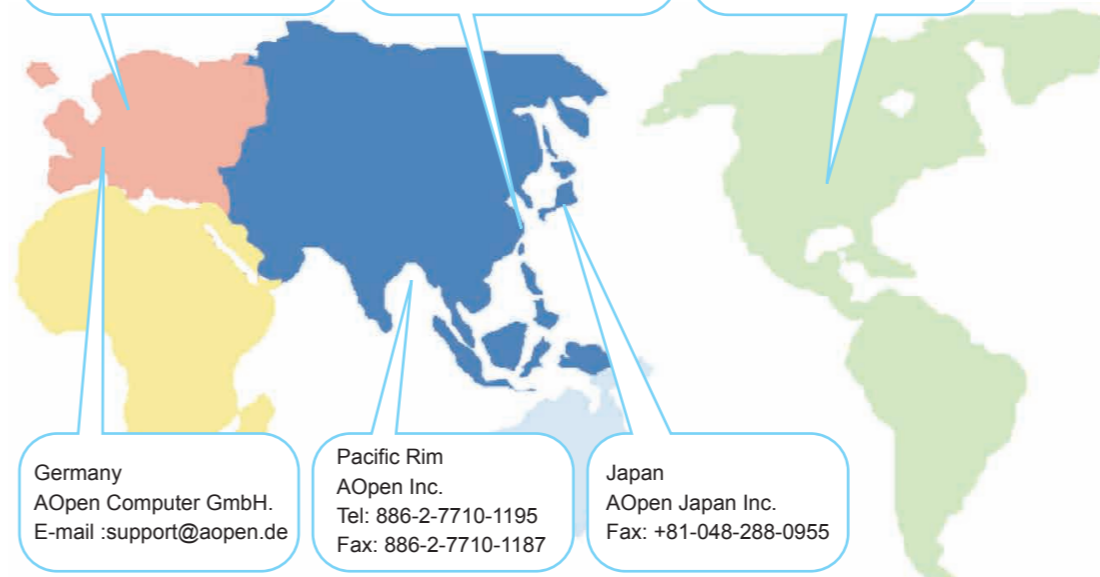 Germany
AOpen Computer GmbH.
E-mail :support@aopen.de
Pacific Rim
AOpen Inc.
Tel: 886-2-7710-1195
Fax: 886-2-7710-1187
Japan
AOpen Japan Inc.
Fax: +81-048-288-0955